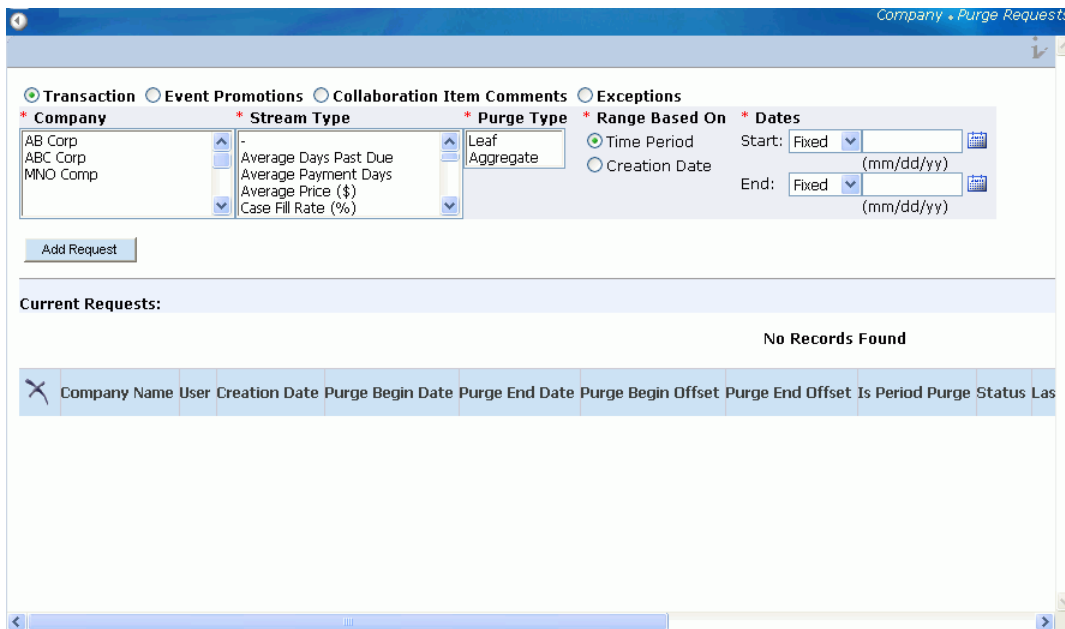 Company • Purge Requests
Transaction Event Promotions Collaboration Item Comments Exceptions
* Company * Stream Type * Purge Type * Range Based On * Dates
AB Corp
ABC Corp
MNO Comp
-
Average Days Past Due
Average Payment Days
Average Price ($)
Case Fill Rate (%)
Leaf
Aggregate
Time Period
Creation Date
Start: Fixed
(mm/dd/yy)
End: Fixed
(mm/dd/yy)
Add Request
Current Requests:
No Records Found
Company Name User Creation Date Purge Begin Date Purge End Date Purge Begin Offset Purge End Offset Is Period Purge Status Las